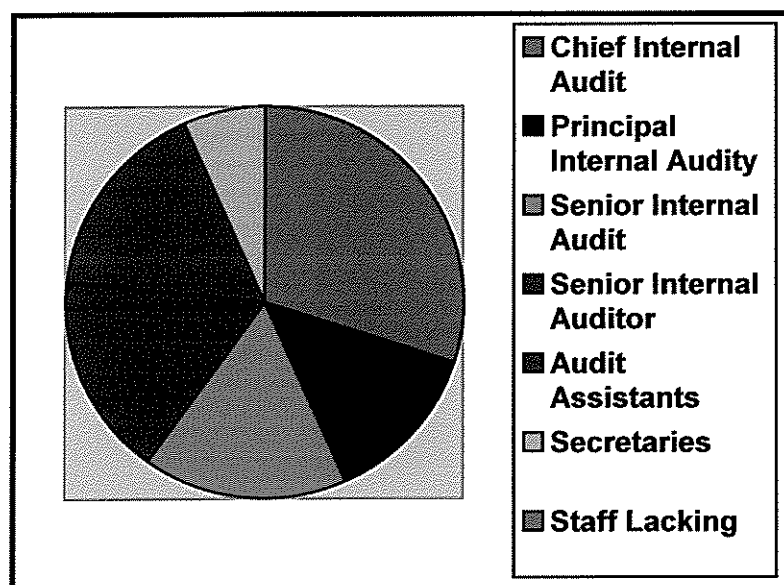 Chief Internal
Audit
Principal
Internal Audity
Senior Internal
Audit
Senior Internal
Auditor
Audit
Assistants
Secretaries
Staff Lacking